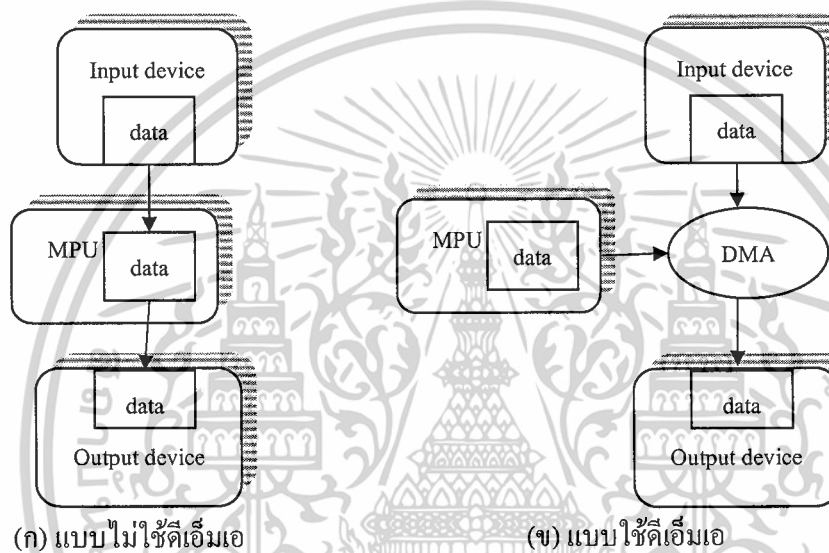 Input device
data
MPU
data
data
Output device
(ก) แบบไม่ใช้ดีเอ็มเอ
Input device
data
MPU
data
DMA
data
Output device
(ข) แบบใช้ดีเอ็มเอ